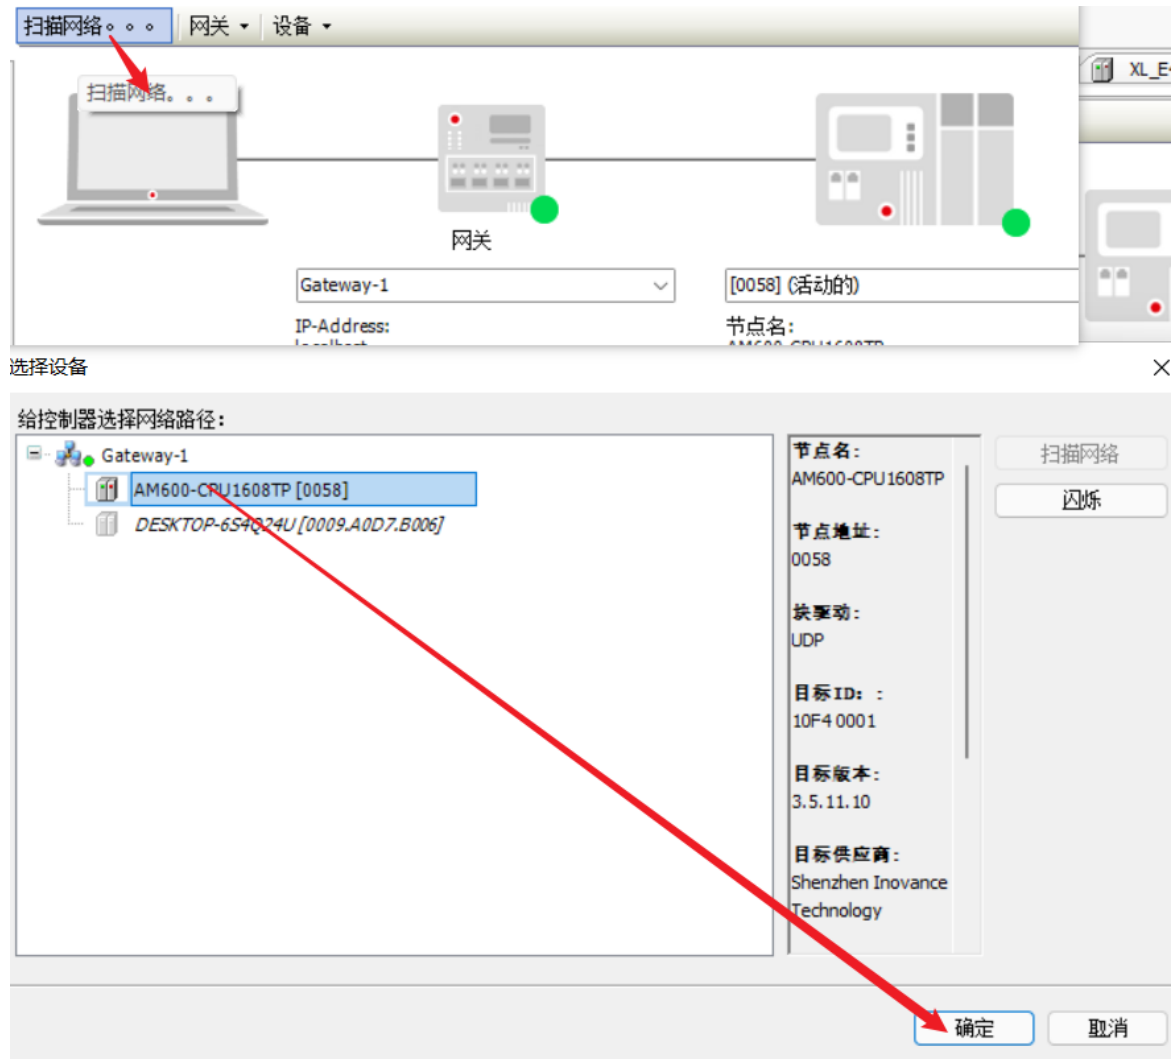 扫描网络。。。 网关 设备
扫描网络。。。
XL_E
网关
Gateway-1
[0058] (活动的)
IP-Address:
节点名:
localhost
AM600-CPU1608TP
选择设备
给控制器选择网络路径:
Gateway-1
AM600-CPU1608TP [0058]
DESKTOP-6S4Q24U [0009.A0D7.B006]
节点名:
AM600-CPU1608TP
节点地址:
0058
块驱动:
UDP
目标ID: :
10F4 0001
目标版本:
3.5.11.10
目标供应商:
Shenzhen Inovance
Technology
扫描网络
闪烁
确定
取消